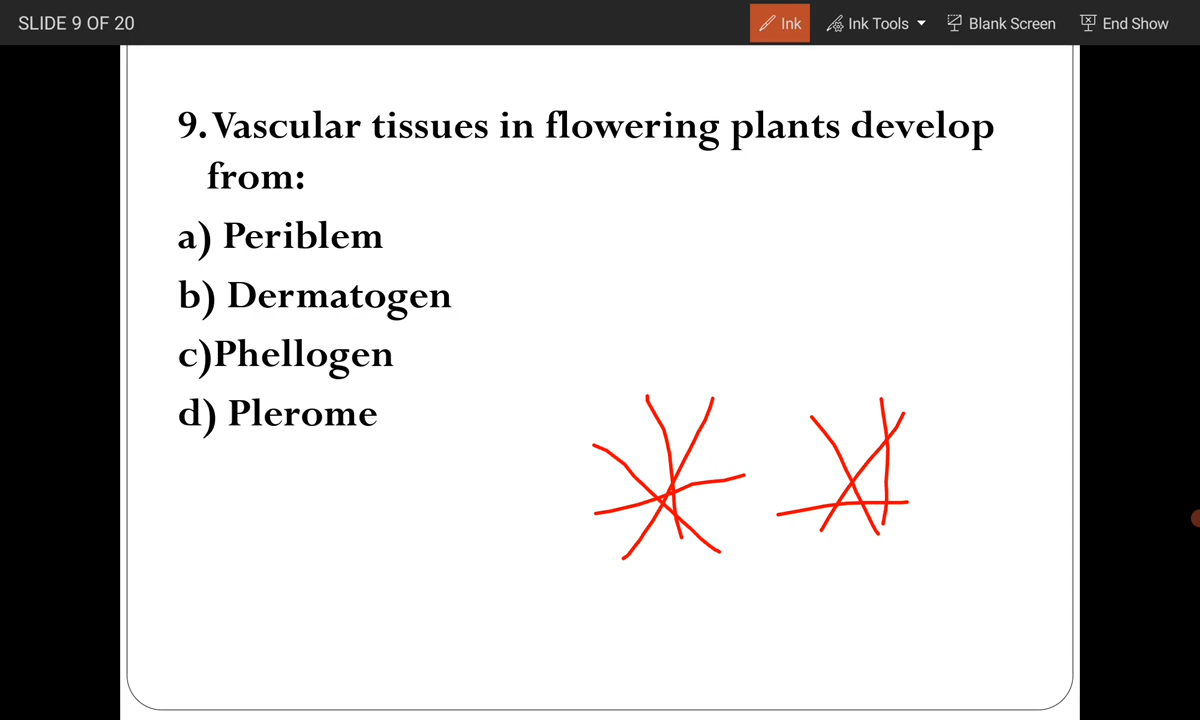 SLIDE 9 OF 20
Ink
Ink Tools
Blank Screen
End Show
9. Vascular tissues in flowering plants develop
from:
a) Periblem
b) Dermatogen
c)Phellogen
d) Plerome